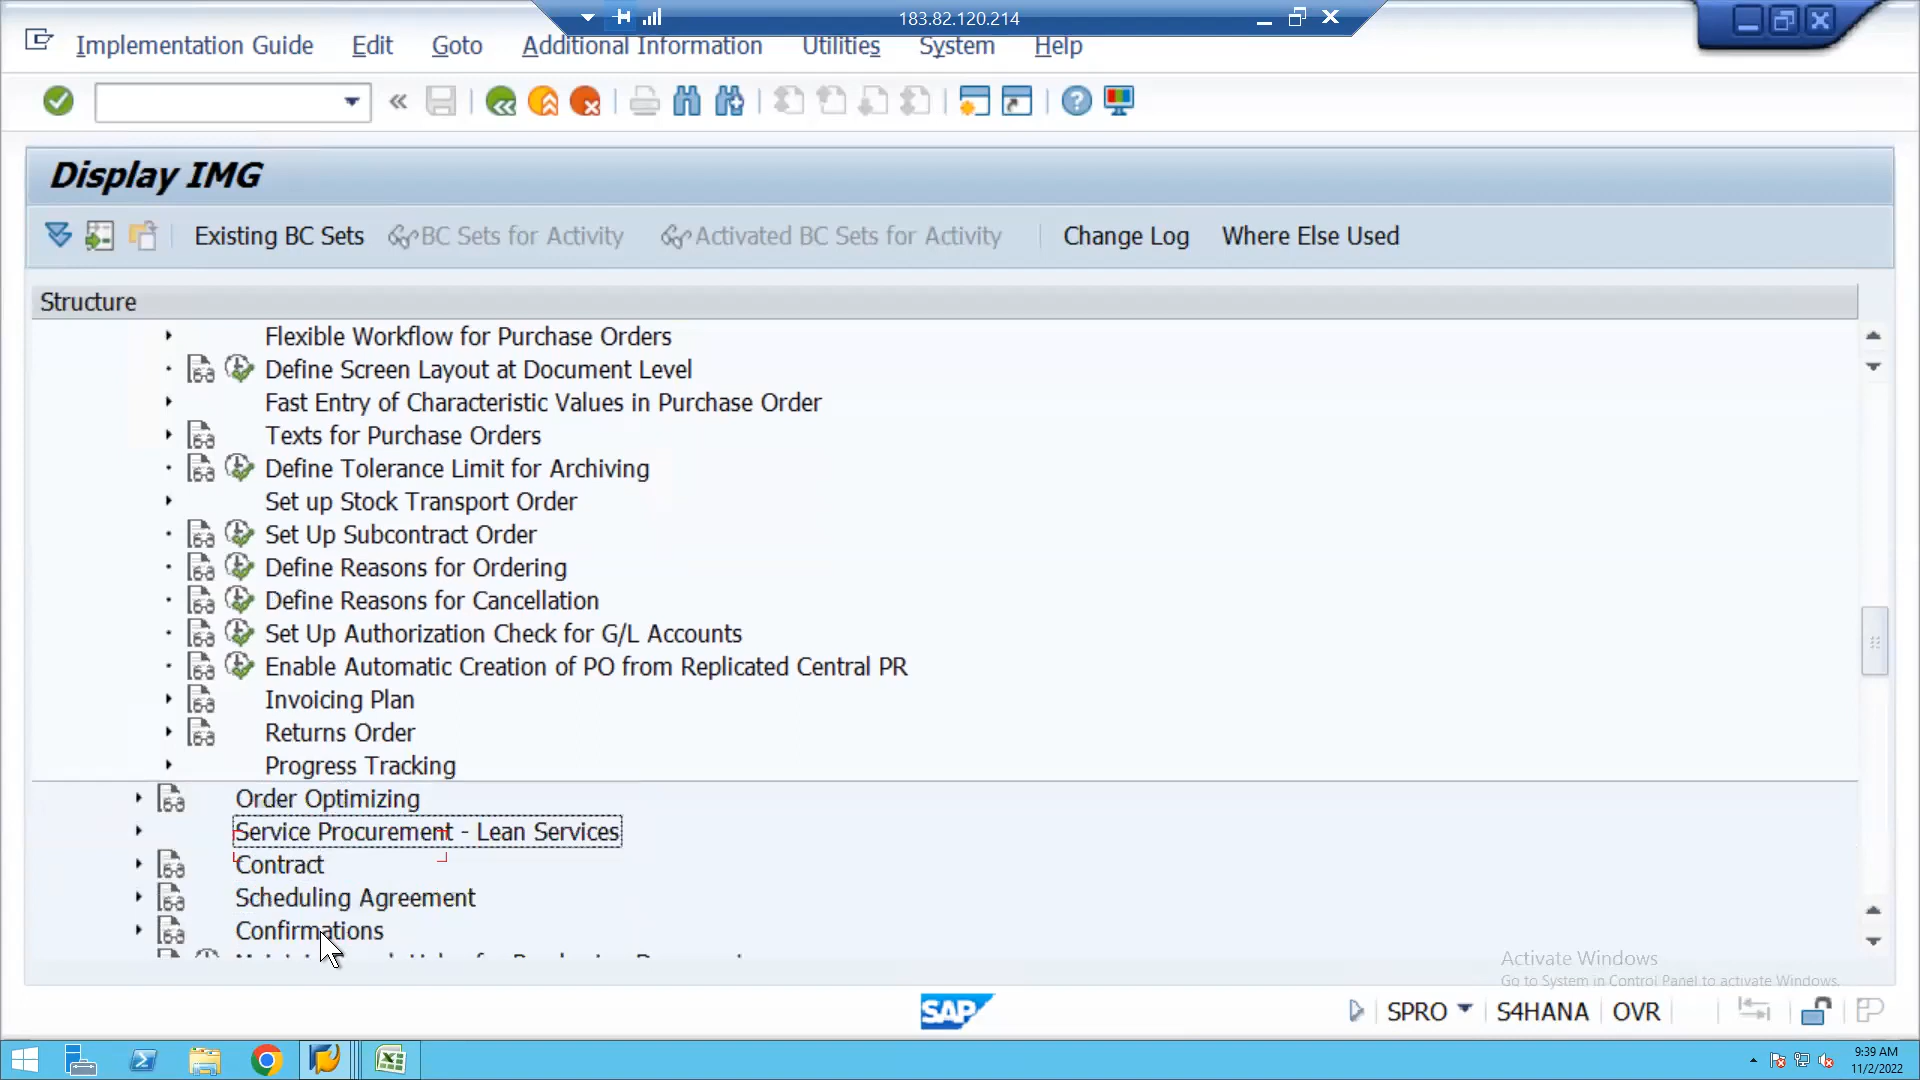 183.82.120.214
Implementation Guide Edit Goto Additional Information Utilities System Help
Display IMG
Existing BC Sets BC Sets for Activity Activated BC Sets for Activity Change Log Where Else Used
Structure
Flexible Workflow for Purchase Orders
Define Screen Layout at Document Level
Fast Entry of Characteristic Values in Purchase Order
Texts for Purchase Orders
Define Tolerance Limit for Archiving
Set up Stock Transport Order
Set Up Subcontract Order
Define Reasons for Ordering
Define Reasons for Cancellation
Set Up Authorization Check for G/L Accounts
Enable Automatic Creation of PO from Replicated Central PR
Invoicing Plan
Returns Order
Progress Tracking
Order Optimizing
Service Procurement - Lean Services
Contract
Scheduling Agreement
Confirmations
Activate Windows
Go to System in Control Panel to activate Windows.
SAP SPRO S4HANA OVR
9:39 AM
11/2/2022